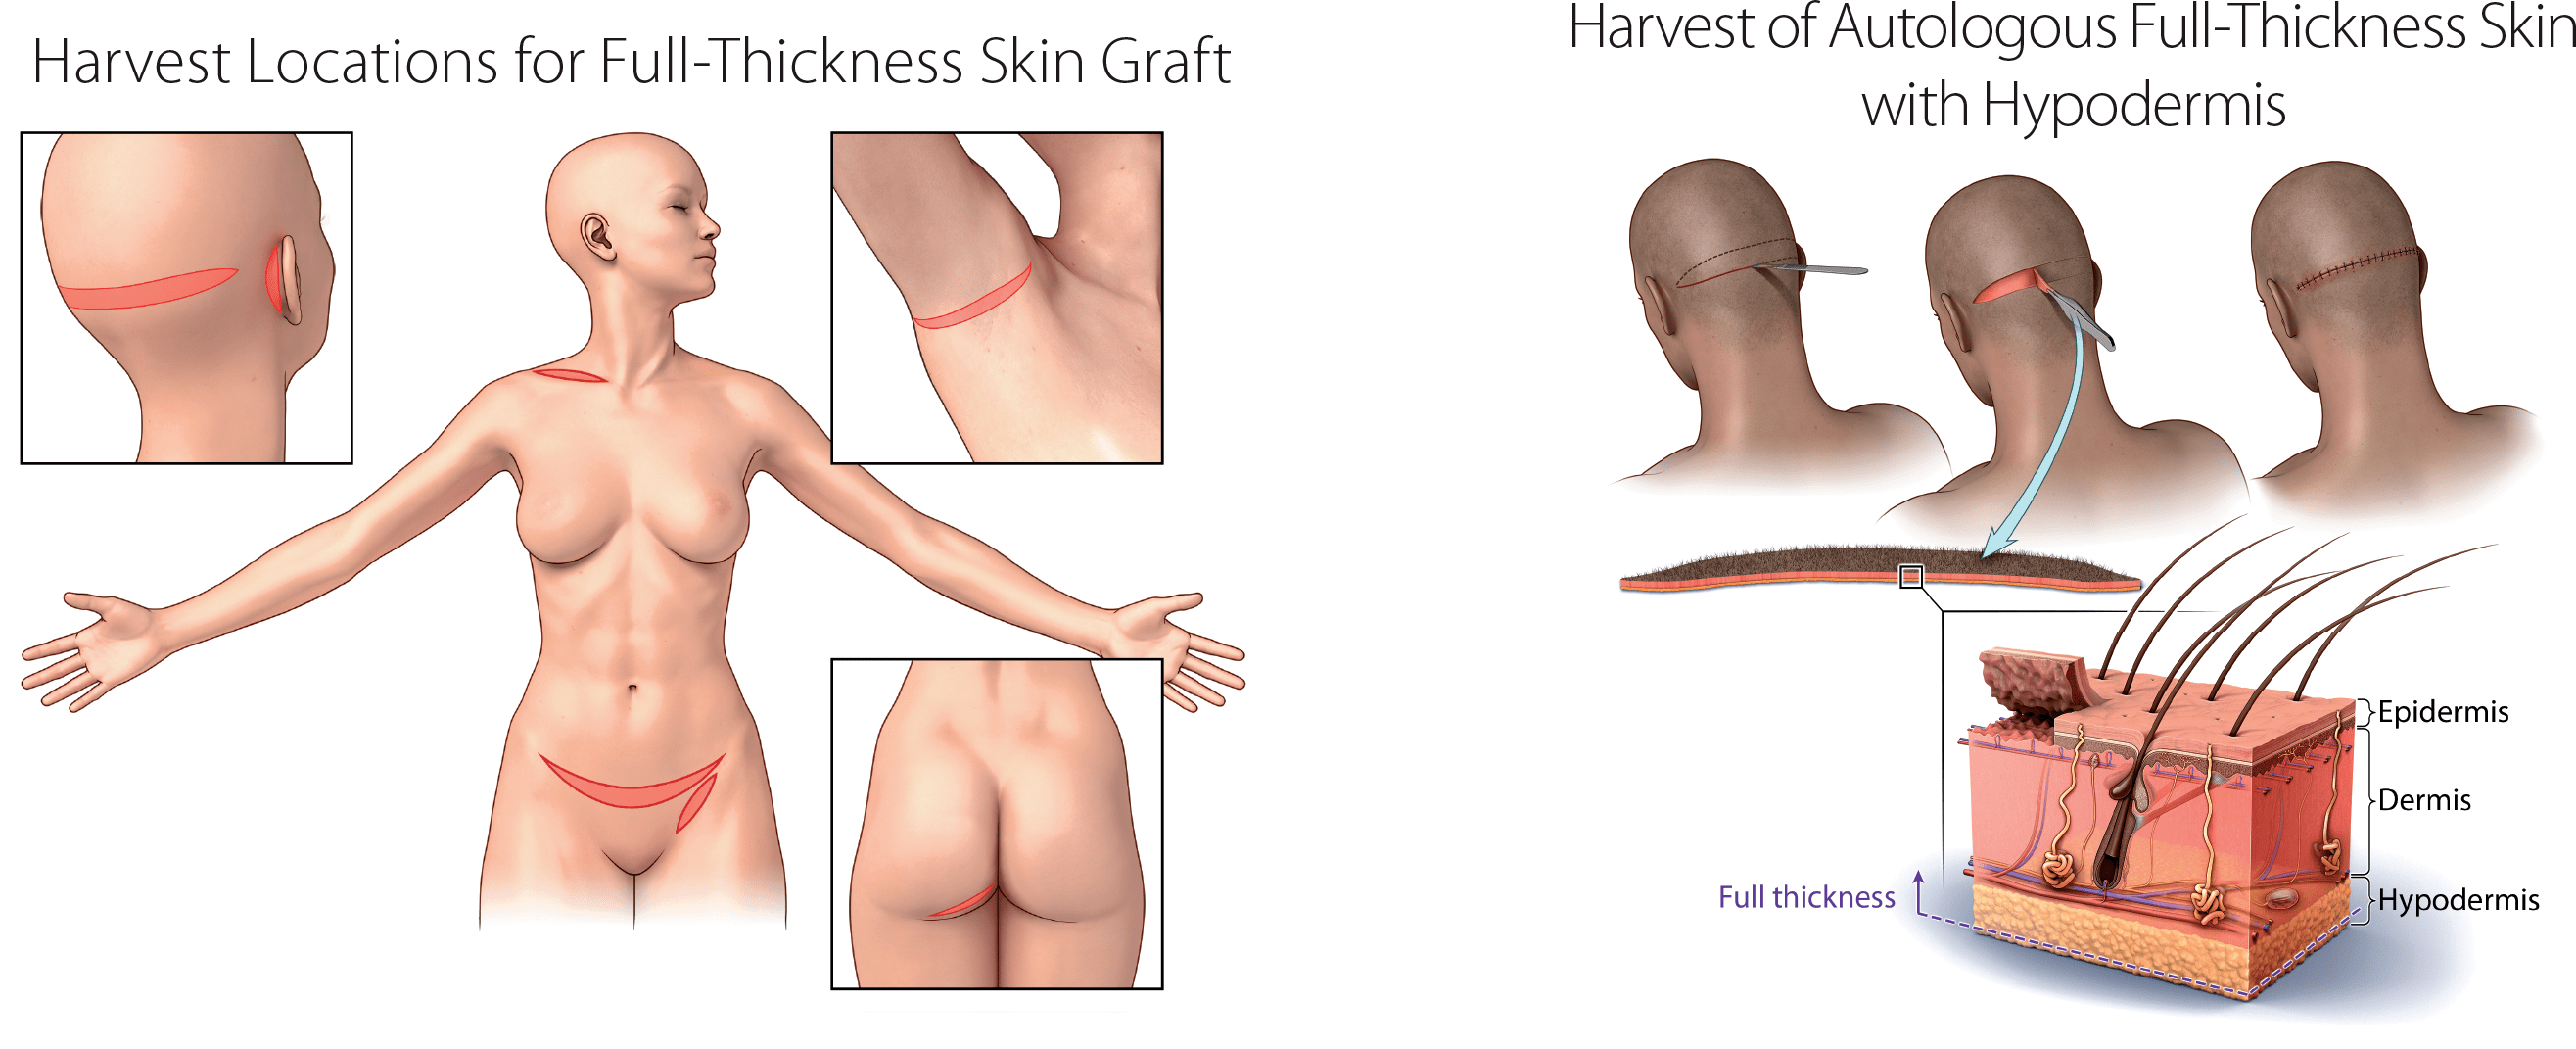 Harvest Locations for Full-Thickness Skin Graft
Harvest of Autologous Full-Thickness Skin
with Hypodermis
Epidermis
Dermis
Full thickness
Hypodermis